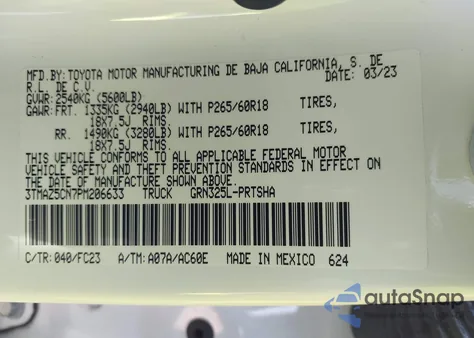 MFD.BY:TOYOTA MOTOR MANUFACTURING DE BAJA CALIFORNIA, S. DE
R.L. DE C.V. DATE: 03/23
GVWR: 2540KG (5600LB)
GAWR:FRT. 1335KG (2940LB) WITH P265/60R18 TIRES,
18X7.5J RIMS.
RR. 1490KG (3280LB) WITH P265/60R18 TIRES,
18X7.5J RIMS.
THIS VEHICLE CONFORMS TO ALL APPLICABLE FEDERAL MOTOR
VEHICLE SAFETY AND THEFT PREVENTION STANDARDS IN EFFECT
ON THE DATE OF MANUFACTURE SHOWN ABOVE.
3TMAZ5CN7PM206633 TRUCK GRN325L-PRTSHA
C/TR: 040/FC23 A/TM: A07A/AC60E MADE IN MEXICO 624
autoSnap